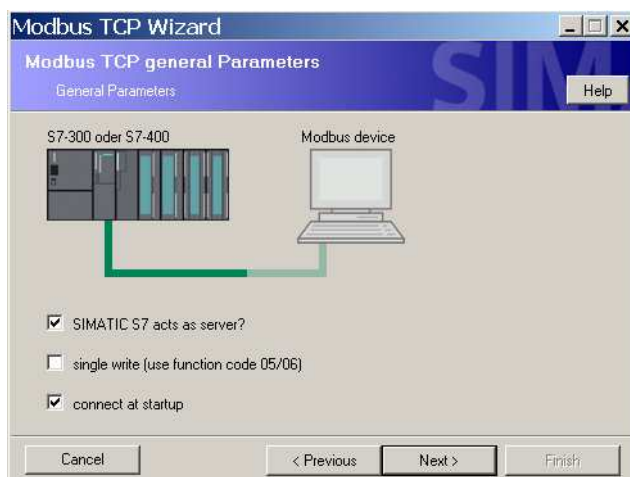 Modbus TCP Wizard
Modbus TCP general Parameters
SIM
General Parameters
Help
S7-300 oder S7-400
Modbus device
SIMATIC S7 acts as server?
single write (use function code 05/06)
connect at startup
Cancel
< Previous
Next >
Finish